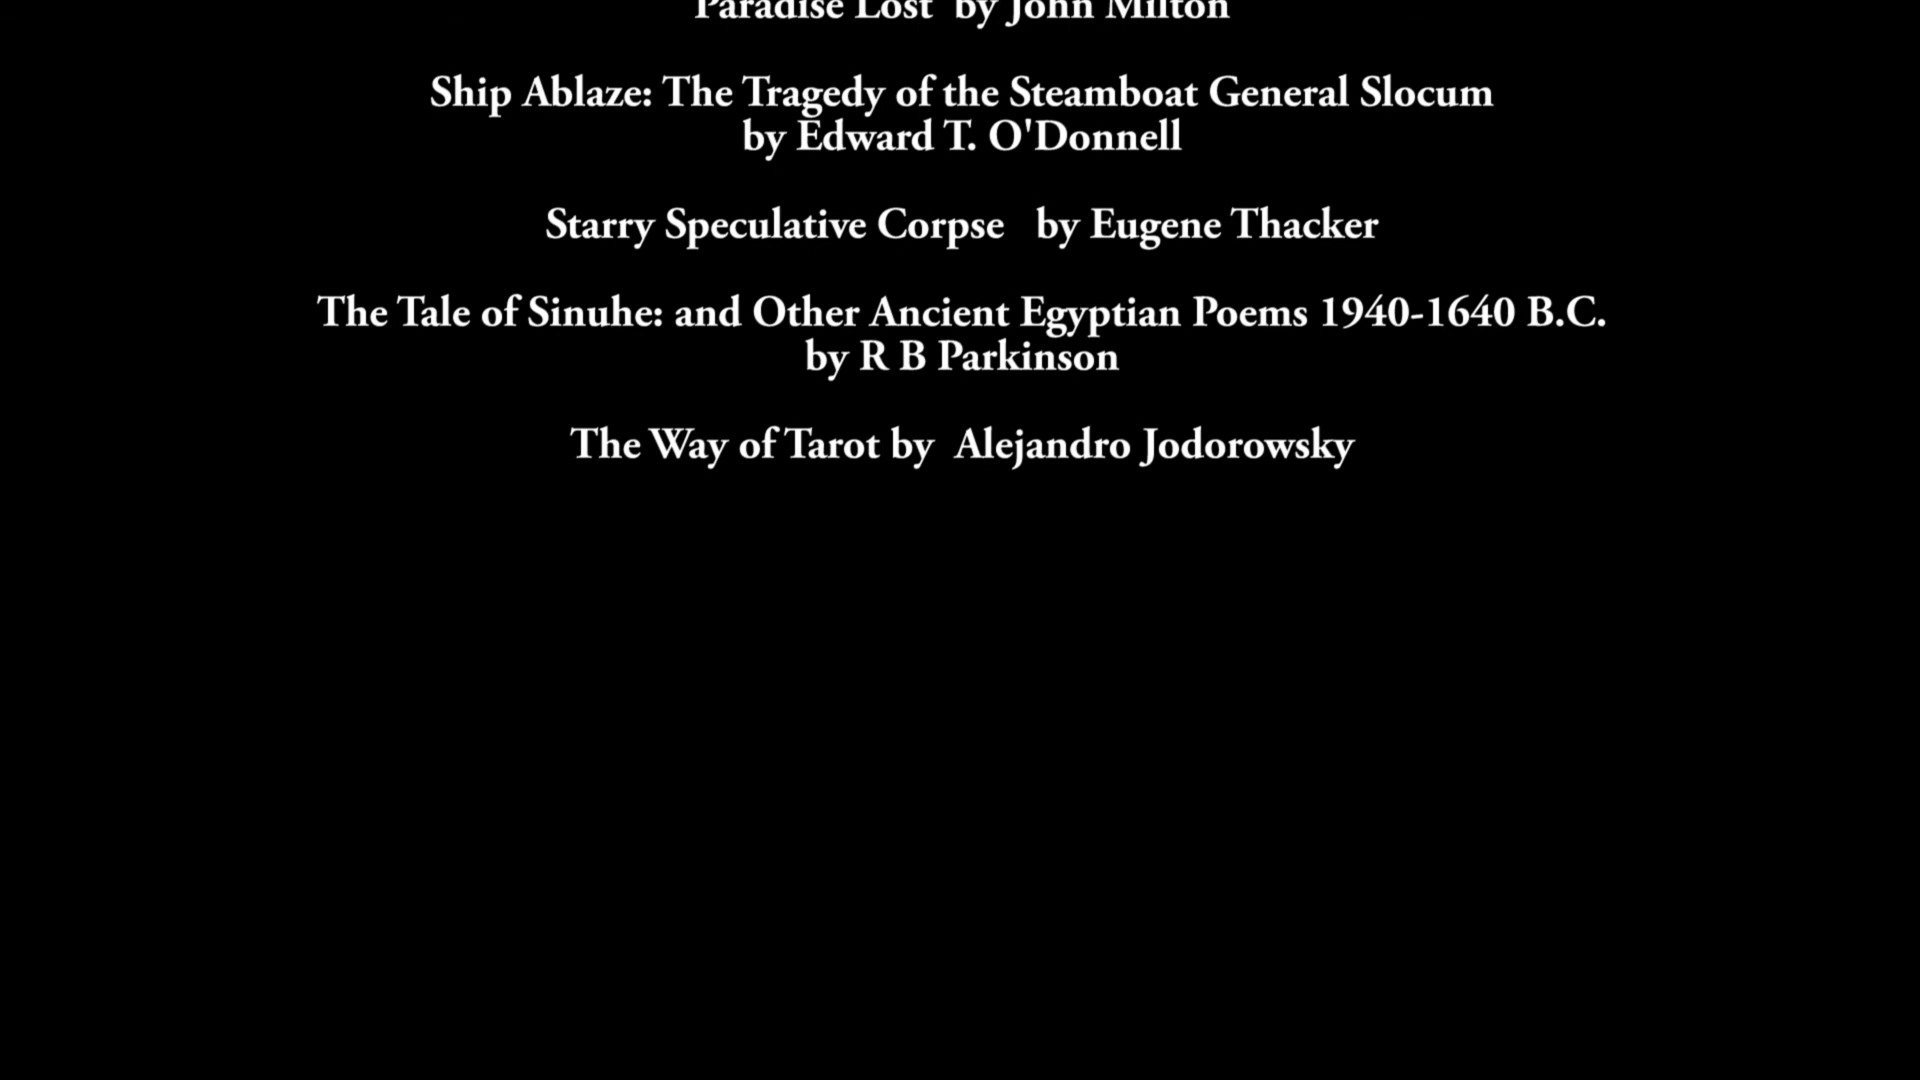 Paradise Lost  by John Milton
Ship Ablaze: The Tragedy of the Steamboat General Slocum
by Edward T. O'Donnell
Starry Speculative Corpse   by Eugene Thacker
The Tale of Sinuhe: and Other Ancient Egyptian Poems 1940-1640 B.C.
by R B Parkinson
The Way of Tarot by  Alejandro Jodorowsky